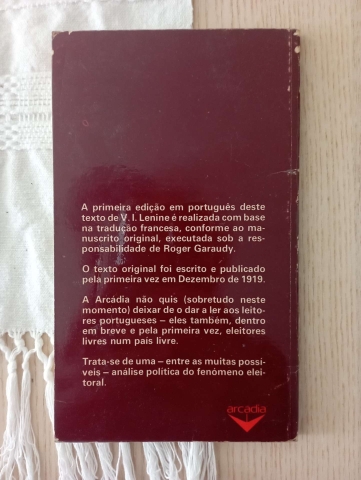 A primeira edição em português deste
texto de V. I. Lenine é realizada com base
na tradução francesa, conforme ao ma-
nuscrito original, executada sob a res-
ponsabilidade de Roger Garaudy.
O texto original foi escrito e publicado
pela primeira vez em Dezembro de 1919.
A Arcádia não quis (sobretudo neste
momento) deixar de o dar a ler aos leito-
res portugueses – eles também, dentro
em breve e pela primeira vez, eleitores
livres num país livre.
Trata-se de uma – entre as muitas possí-
veis – análise política do fenómeno elei-
toral.
arcádia